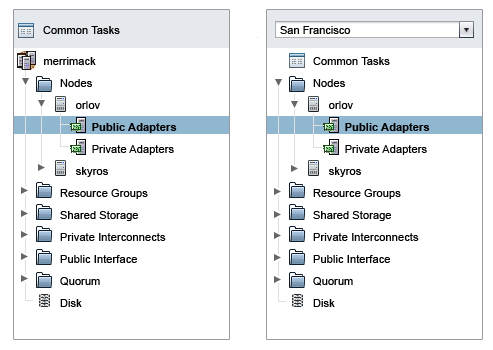 Common Tasks
merrimack
Nodes
orlov
Public Adapters
Private Adapters
skyros
Resource Groups
Shared Storage
Private Interconnects
Public Interface
Quorum
Disk
San Francisco
Common Tasks
Nodes
orlov
Public Adapters
Private Adapters
skyros
Resource Groups
Shared Storage
Private Interconnects
Public Interface
Quorum
Disk